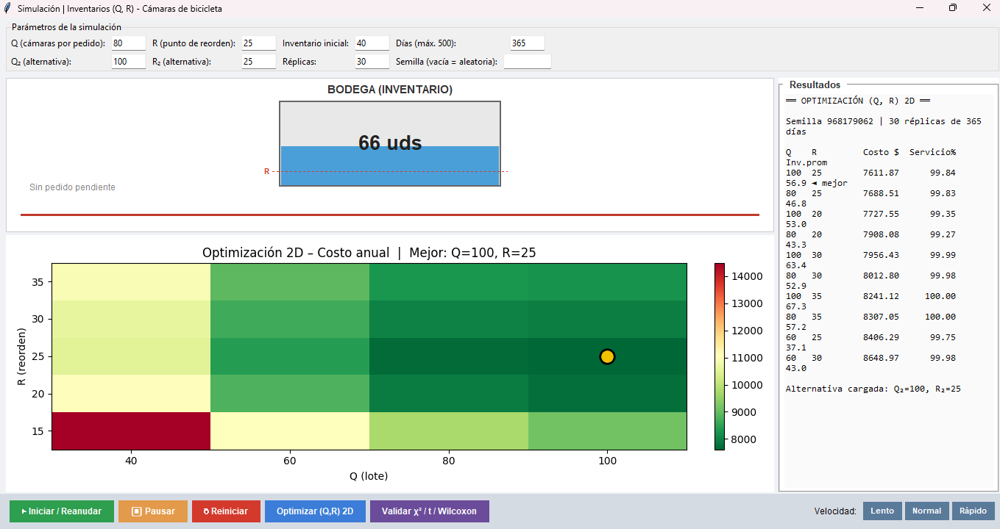 Simulación | Inventarios (Q, R) - Cámaras de bicicleta
Parámetros de la simulación
Q (cámaras por pedido): 80 R (punto de reorden): 25 Inventario inicial: 40 Días (máx. 500): 365
Q₂ (alternativa): 100 R₂ (alternativa): 25 Réplicas: 30 Semilla (vacía = aleatoria):
BODEGA (INVENTARIO)
66 uds
R
Sin pedido pendiente
Optimización 2D – Costo anual | Mejor: Q=100, R=25
35
30
25
20
15
R (reorden)
40 60 80 100
Q (lote)
14000
13000
12000
11000
10000
9000
8000
Resultados
══ OPTIMIZACIÓN (Q, R) 2D ══
Semilla 968179062 | 30 réplicas de 365
días
Q R Costo $ Servicio%
Inv.prom
100 25 7611.87 99.84
56.9 ◄ mejor
80 25 7688.51 99.83
46.8
100 20 7727.55 99.35
53.0
80 20 7908.08 99.27
43.3
100 30 7956.43 99.99
63.4
80 30 8012.80 99.98
52.9
100 35 8241.12 100.00
67.3
80 35 8307.05 100.00
57.2
60 25 8406.29 99.75
37.1
60 30 8648.97 99.98
43.0
Alternativa cargada: Q₂=100, R₂=25
Iniciar / Reanudar Pausar Reiniciar Optimizar (Q,R) 2D Validar χ² / t / Wilcoxon Velocidad: Lento Normal Rápido